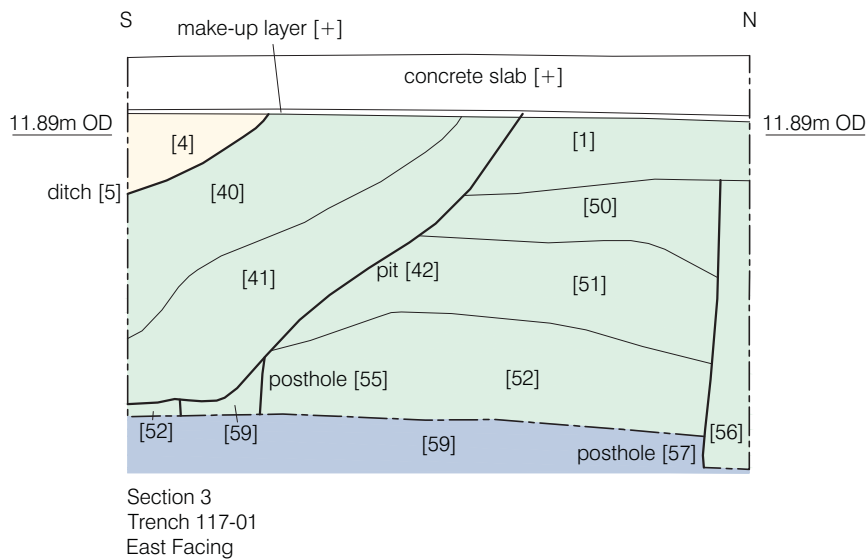 S
N
make-up layer [+]
concrete slab [+]
11.89m OD
11.89m OD
[4]
[1]
ditch [5]
[40]
[50]
[41]
pit [42]
[51]
posthole [55]
[52]
[52]
[59]
[59]
posthole [57]
[56]
Section 3
Trench 117-01
East Facing